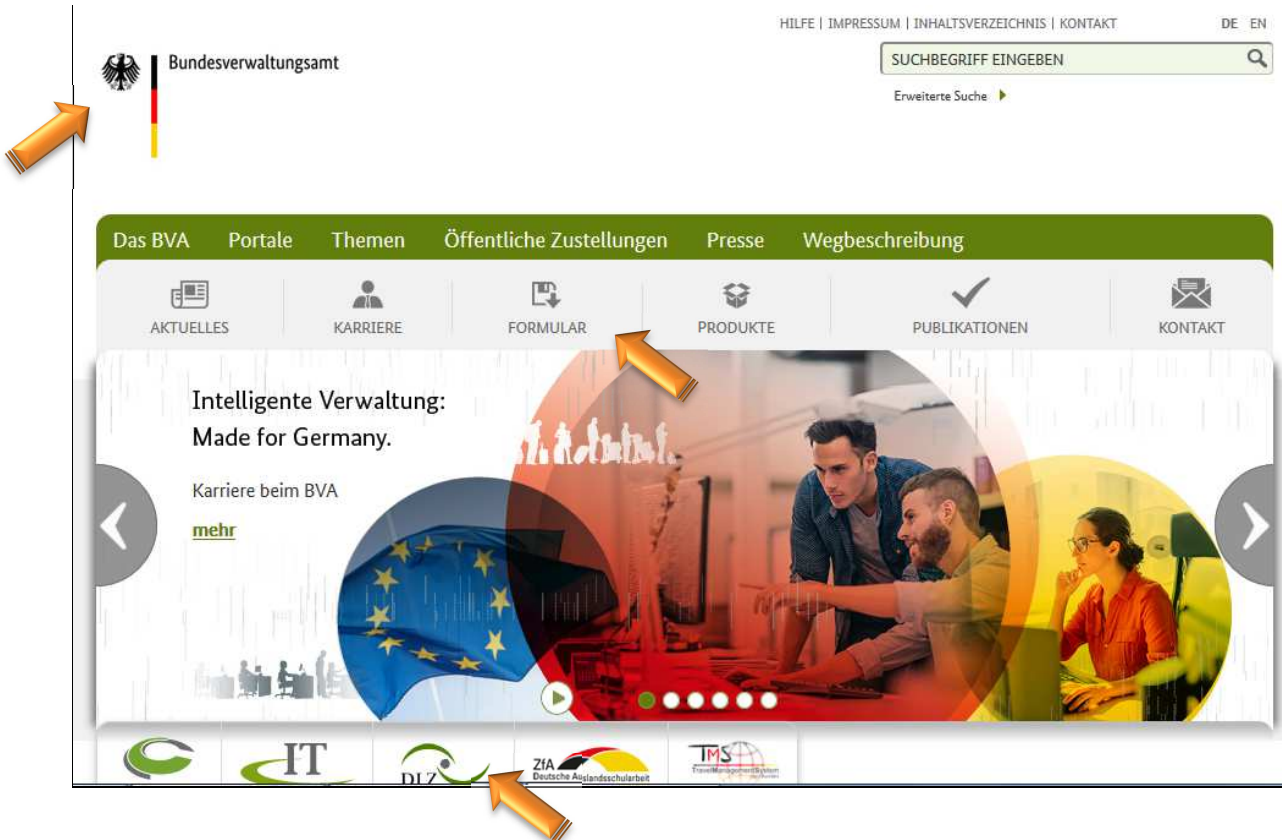 HILFE | IMPRESSUM | INHALTSVERZEICHNIS | KONTAKT DE EN
Bundesverwaltungsamt
SUCHBEGRIFF EINGEBEN
Erweiterte Suche
Das BVA Portale Themen Öffentliche Zustellungen Presse Wegbeschreibung
AKTUELLES KARRIERE FORMULAR PRODUKTE PUBLIKATIONEN KONTAKT
Intelligente Verwaltung:
Made for Germany.
Karriere beim BVA
mehr
IT DLZ ZfA TMS
Deutsche Auslandsschularbeit TravelManagementSystem